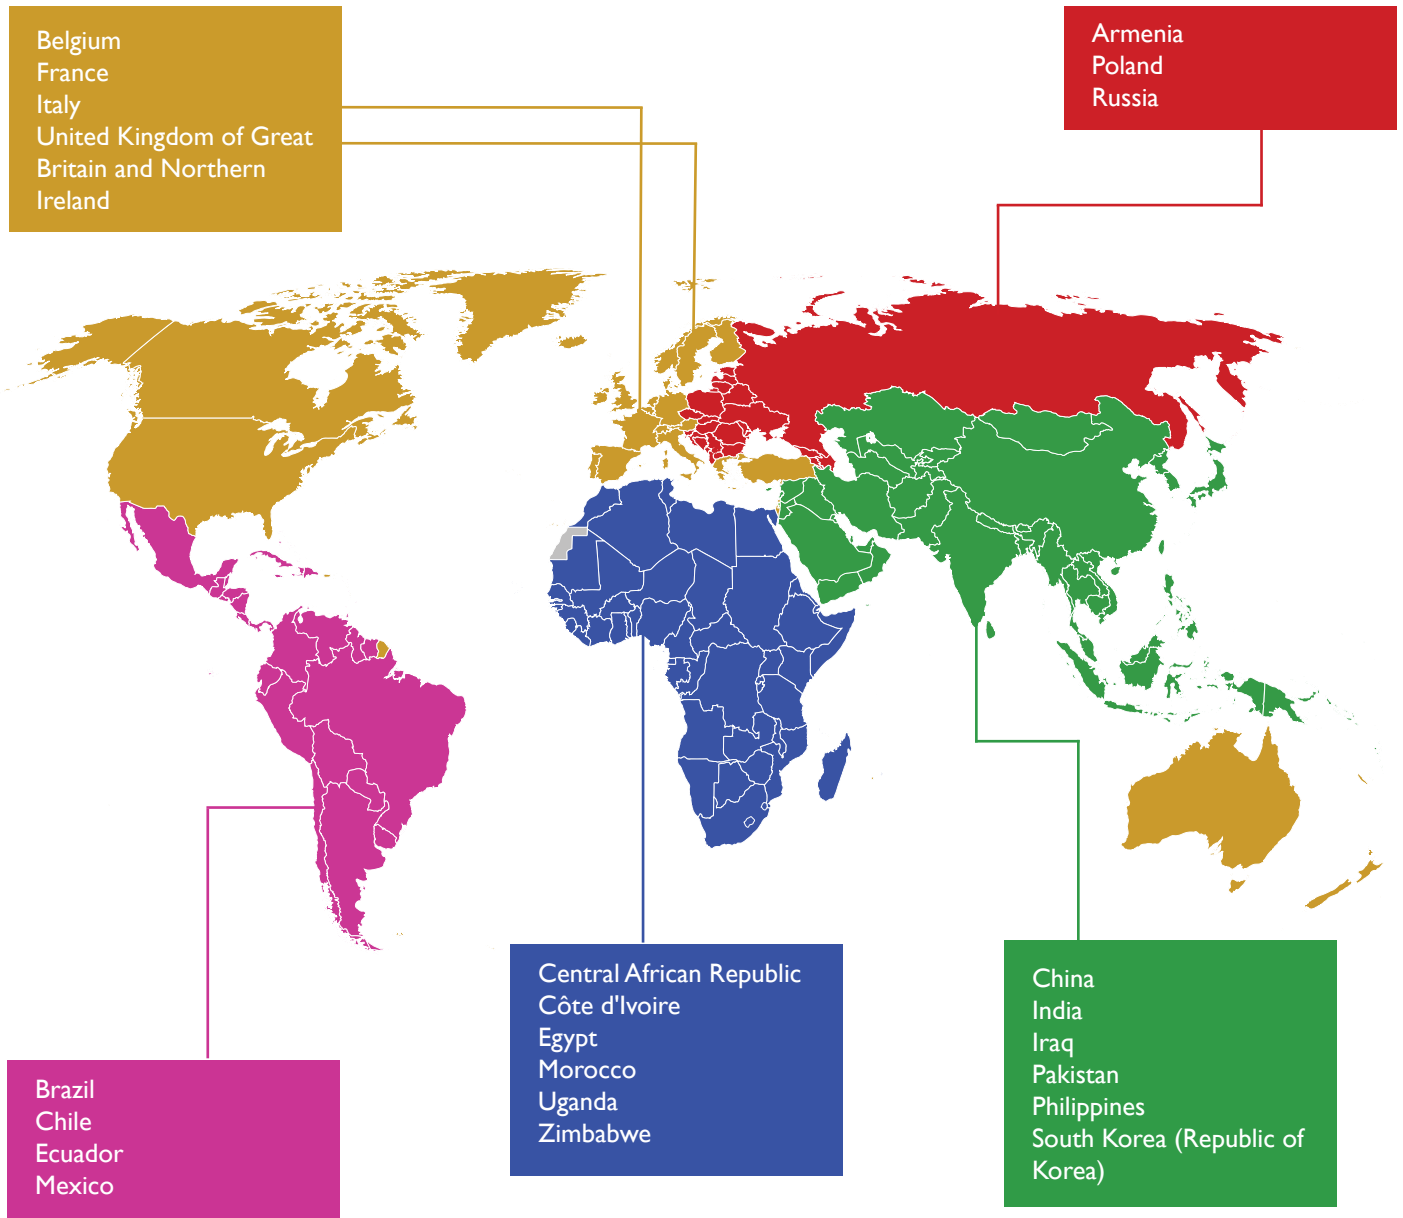 Belgium
France
Italy
United Kingdom of Great
Britain and Northern
Ireland
Armenia
Poland
Russia
Brazil
Chile
Ecuador
Mexico
Central African Republic
Côte d'Ivoire
Egypt
Morocco
Uganda
Zimbabwe
China
India
Iraq
Pakistan
Philippines
South Korea (Republic of
Korea)